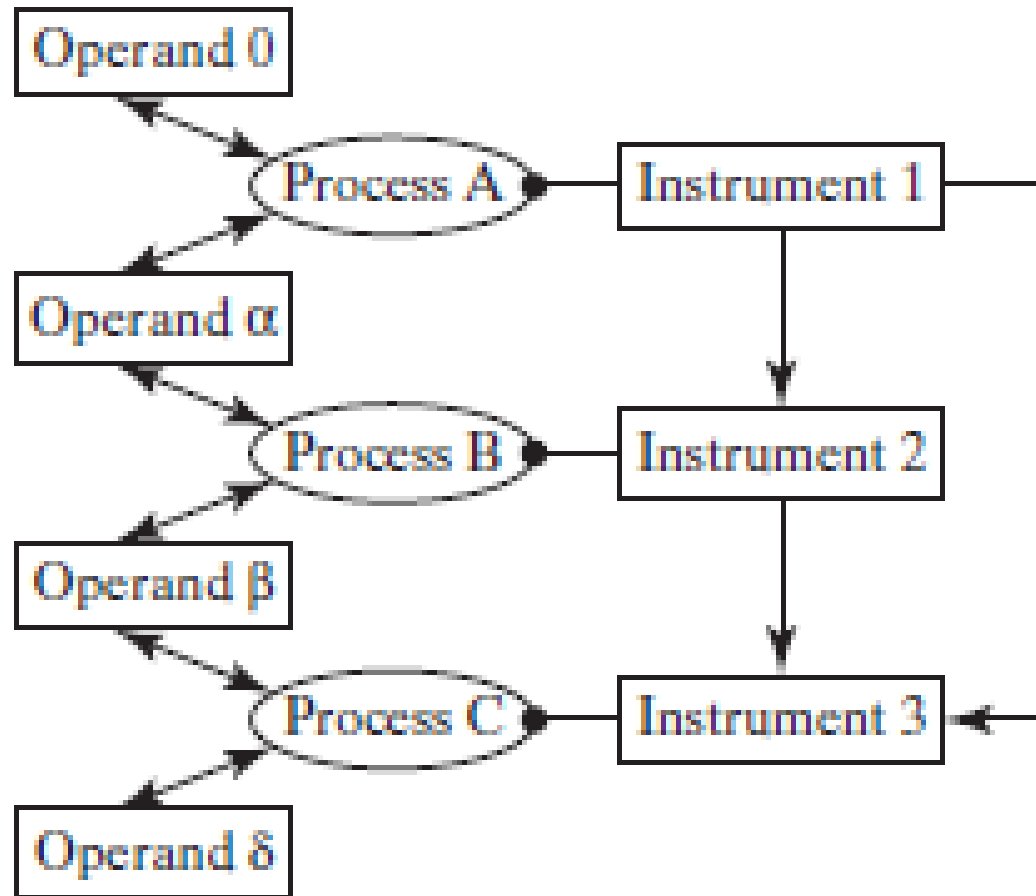 Operand 0
Process A
Instrument 1
Operand α
Process B
Instrument 2
Operand β
Process C
Instrument 3
Operand δ